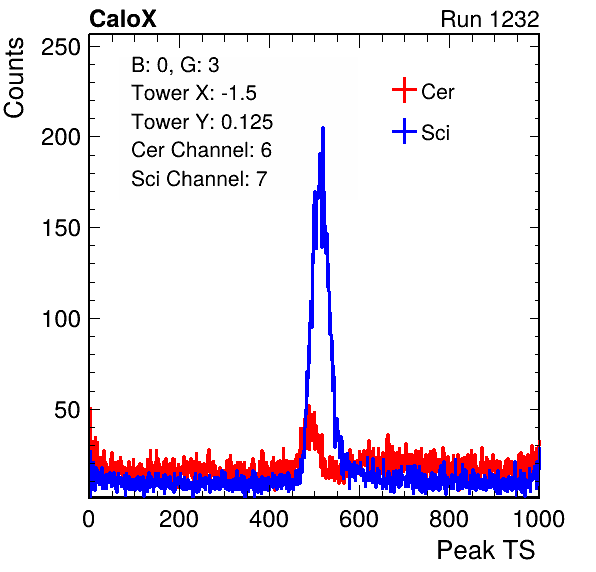 CaloX Run 1232
Counts
250
200
150
100
50
B: 0, G: 3
Tower X: -1.5
Tower Y: 0.125
Cer Channel: 6
Sci Channel: 7
Cer
Sci
0 200 400 600 800 1000
Peak TS